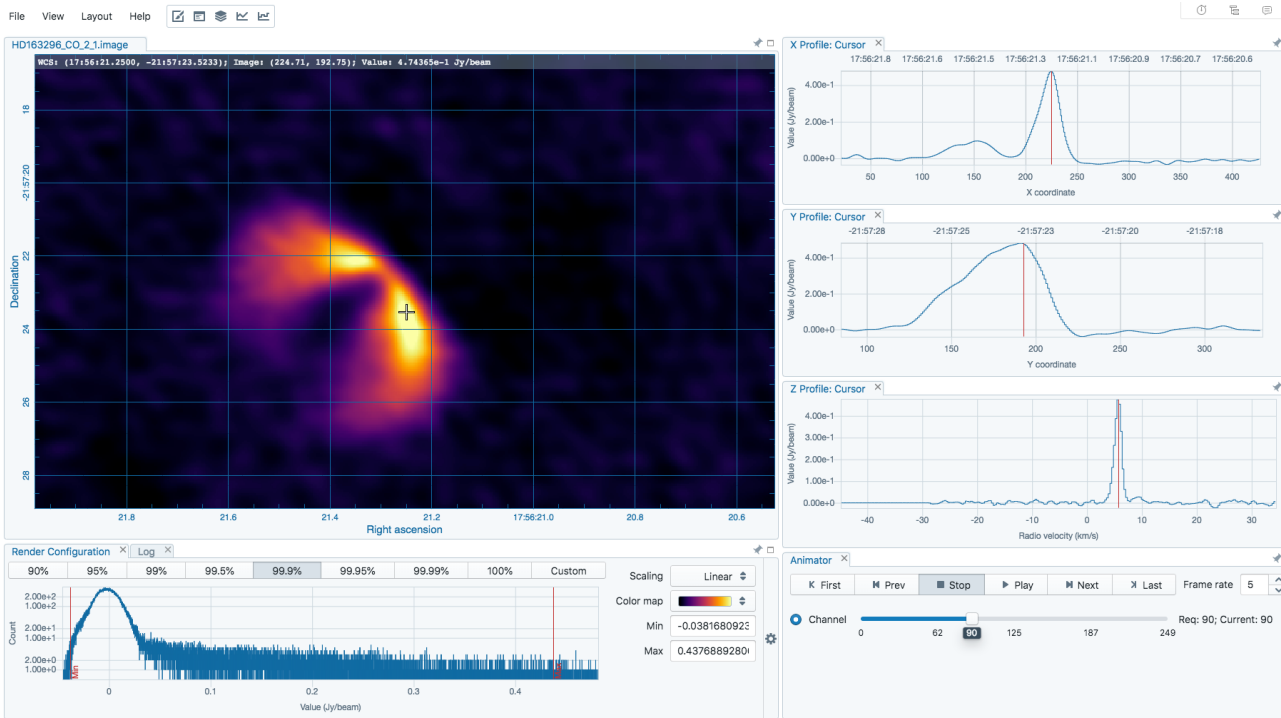 File View Layout Help
HD163296_CO_2_1.image
WCS: (17:56:21.2500, -21:57:23.5233); Image: (224.71, 192.75); Value: 4.74365e-1 Jy/beam
18
-21:57:20
22
24
26
28
Declination
21.8 21.6 21.4 21.2 17:56:21.0 20.8 20.6
Right ascension
X Profile: Cursor
17:56:21.8 17:56:21.6 17:56:21.5 17:56:21.3 17:56:21.1 17:56:20.9 17:56:20.7 17:56:20.6
4.00e-1
2.00e-1
0.00e+0
Value (Jy/beam)
50 100 150 200 250 300 350 400
X coordinate
Y Profile: Cursor
-21:57:28 -21:57:25 -21:57:23 -21:57:20 -21:57:18
4.00e-1
2.00e-1
0.00e+0
Value (Jy/beam)
100 150 200 250 300
Y coordinate
Z Profile: Cursor
4.00e-1
3.00e-1
2.00e-1
1.00e-1
0.00e+0
Value (Jy/beam)
-40 -30 -20 -10 0 10 20 30
Radio velocity (km/s)
Render Configuration Log
90% 95% 99% 99.5% 99.9% 99.95% 99.99% 100% Custom
2.00e+2
1.00e+2
2.00e+1
1.00e+1
2.00e+0
1.00e+0
Count
Min
0 0.1 0.2 0.3 0.4
Value (Jy/beam)
Scaling Linear
Color map
Min -0.0381680923
Max 0.4376889280
Animator
First Prev Stop Play Next Last Frame rate 5
Channel Req: 90; Current: 90
0 62 90 125 187 249